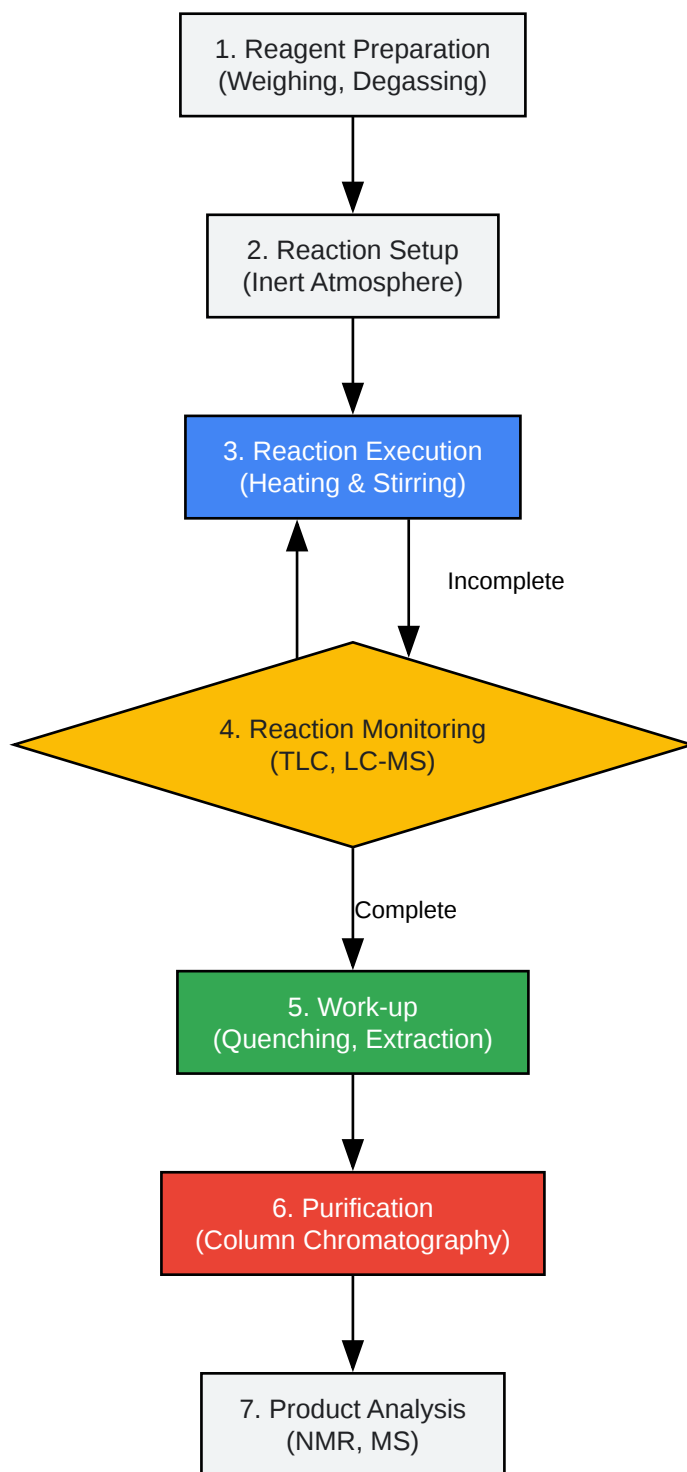 1. Reagent Preparation
(Weighing, Degassing)
2. Reaction Setup
(Inert Atmosphere)
3. Reaction Execution
(Heating & Stirring)
Incomplete
4. Reaction Monitoring
(TLC, LC-MS)
Complete
5. Work-up
(Quenching, Extraction)
6. Purification
(Column Chromatography)
7. Product Analysis
(NMR, MS)